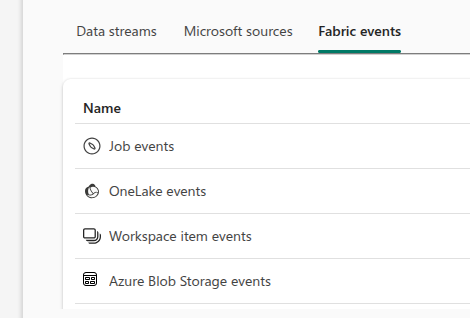 Data streams Microsoft sources Fabric events
Name
Job events
OneLake events
Workspace item events
Azure Blob Storage events